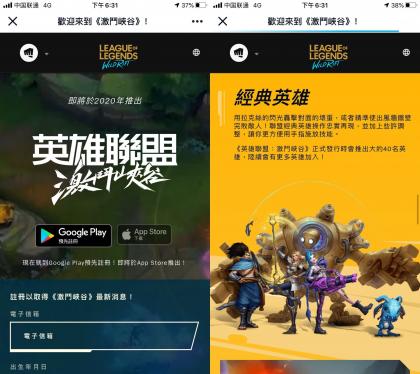 中国联通 4G 下午6:31 37%
歡迎來到《激鬥峽谷》!
LEAGUE OF
LEGENDS
WILD RIFT
即將於2020年推出
英雄聯盟
激鬥峽谷
Google Play
預先註冊
App Store
下載
現在就到Google Play預先註冊!即將於App Store推出!
註冊以取得《激鬥峽谷》最新消息!
電子信箱
電子信箱
出生年月日
中国联通 4G 下午6:31 38%
歡迎來到《激鬥峽谷》!
LEAGUE OF
LEGENDS
WILD RIFT
經典英雄
用拉克絲的閃光轟擊對面的壞蛋,或者精準使出風牆鐵壁
完勝敵人!聯盟經典英雄操作忠實再現,並加上些許調
整,讓你更方便用手指施放技能。
《英雄聯盟:激鬥峽谷》正式發行時會推出大約40名英
雄,陸續會有更多英雄加入!